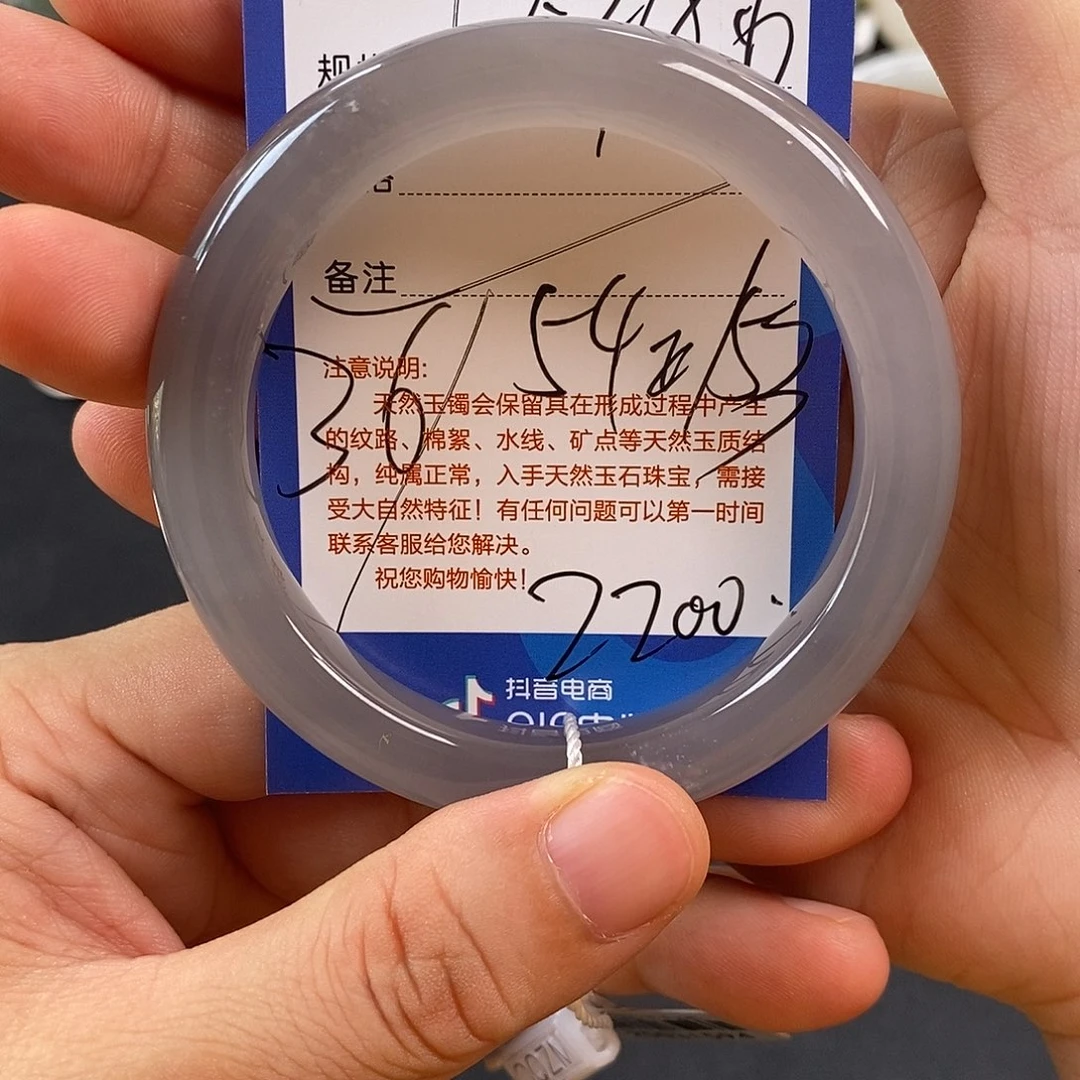 规格
备注
36 54
注意说明:
天然玉镯会保留其在形成过程中产生
的纹路、棉絮、水线、矿点等天然玉质结
构，纯属正常，入手天然玉石珠宝，需接
受大自然特征！有任何问题可以第一时间
联系客服给您解决。
祝您购物愉快！
2200.
抖音电商